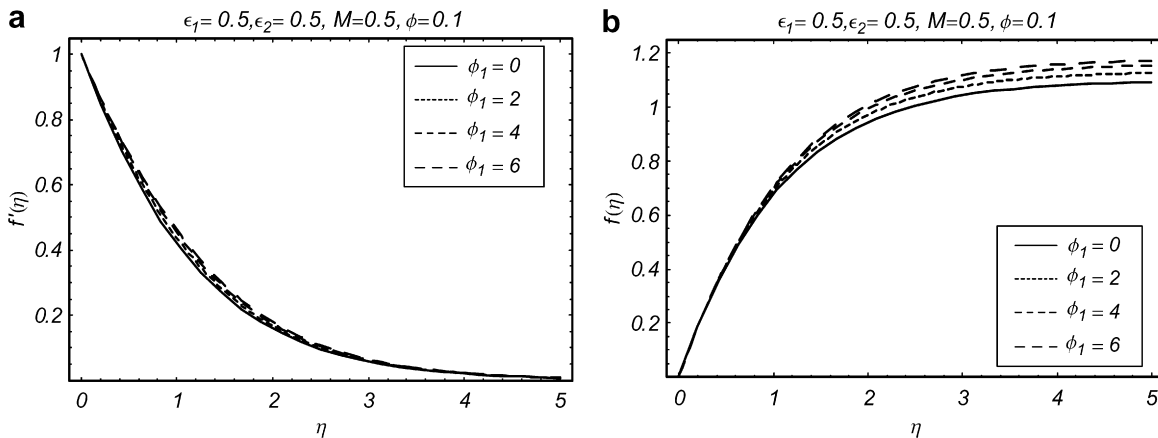 a
ϵ1= 0.5,ϵ2= 0.5, M=0.5, ϕ=0.1
1
0.8
0.6
0.4
0.2
f'(η)
0 1 2 3 4 5
η
ϕ1 = 0
ϕ1 = 2
ϕ1 = 4
ϕ1 = 6
b
ϵ1= 0.5,ϵ2= 0.5, M=0.5, ϕ=0.1
1.2
1
0.8
0.6
0.4
0.2
f(η)
0 1 2 3 4 5
η
ϕ1 = 0
ϕ1 = 2
ϕ1 = 4
ϕ1 = 6